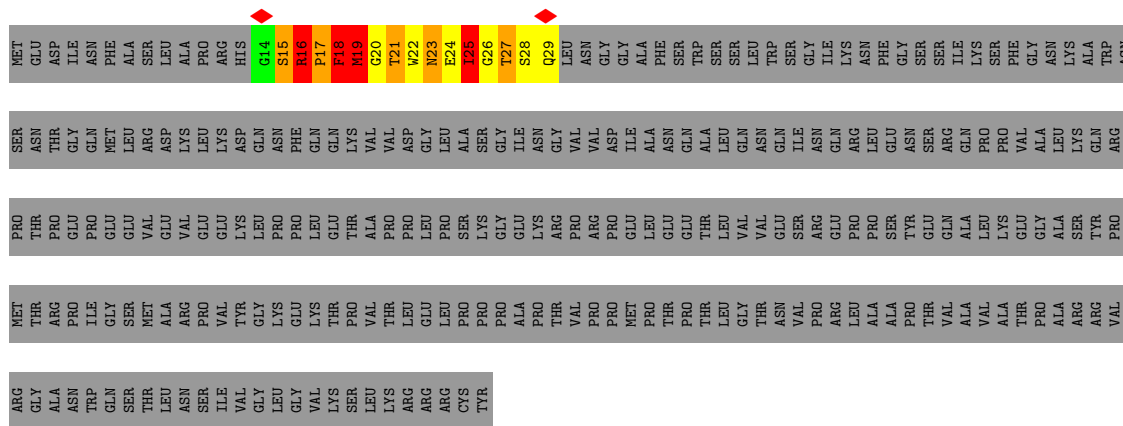 MET GLU ASP ILE ASN PHE ALA SER LEU ALA PRO ARG HIS G14 S15 R16 P17 F18 M19 G20 T21 W22 N23 E24 I25 G26 T27 S28 Q29 LEU ASN GLY GLY ALA PHE SER TRP SER SER LEU TRP SER GLY ILE LYS ASN PHE GLY SER SER ILE LYS SER PHE GLY ASN LYS ALA TRP
SER ASN THR GLY GLN MET LEU ARG ASP LYS LEU LYS ASP GLN ASN PHE GLN GLN LYS VAL VAL ASP GLY LEU ALA SER GLY ILE ASN GLY VAL VAL ASP ILE ALA ASN GLN ALA LEU GLN ASN GLN ILE ASN GLN ARG LEU GLU ASN SER ARG GLN PRO PRO VAL ALA LEU LYS GLN ARG
PRO THR PRO GLU PRO GLU GLU VAL GLU VAL GLU GLU LYS LEU PRO PRO LEU GLU THR ALA PRO PRO LEU PRO SER LYS GLY GLU LYS ARG PRO ARG PRO GLU LEU GLU GLU THR LEU VAL VAL GLU SER ARG GLU PRO PRO SER TYR GLU GLN ALA LEU LYS GLU GLY ALA SER TYR PRO
MET THR ARG PRO ILE GLY SER MET ALA ARG PRO VAL TYR GLY LYS GLU LYS THR PRO VAL THR LEU GLU LEU PRO PRO PRO ALA PRO THR VAL PRO PRO MET PRO THR PRO THR LEU GLY THR ASN VAL PRO ARG LEU ALA ALA PRO THR VAL ALA VAL ALA THR PRO ALA ARG ARG VAL
ARG GLY ALA ASN TRP GLN SER THR LEU ASN SER ILE VAL GLY LEU GLY VAL LYS SER LEU LYS ARG ARG ARG CYS TYR